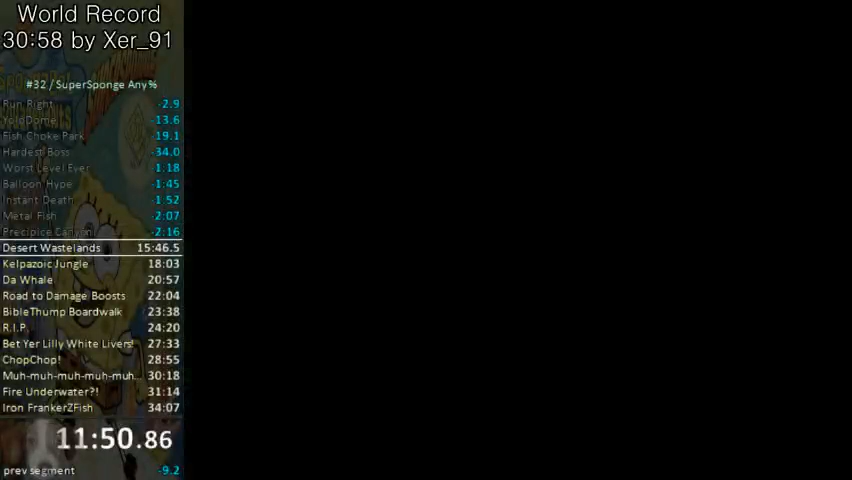 World Record
30:58 by Xer_91
#32 / SuperSponge Any%
Run Right -2.9
YoloDome -13.6
Fish Choke Park -19.1
Hardest Boss -34.0
Worst Level Ever -1:18
Balloon Hype -1:45
Instant Death -1:52
Metal Fish -2:07
Precipice Canyon -2:16
Desert Wastelands 15:46.5
Kelpazoic Jungle 18:03
Da Whale 20:57
Road to Damage Boosts 22:04
BibleThump Boardwalk 23:38
R.I.P. 24:20
Bet Yer Lilly White Livers! 27:33
ChopChop! 28:55
Muh-muh-muh-muh-muh... 30:18
Fire Underwater?! 31:14
Iron FrankerZFish 34:07
11:50.86
prev segment -9.2